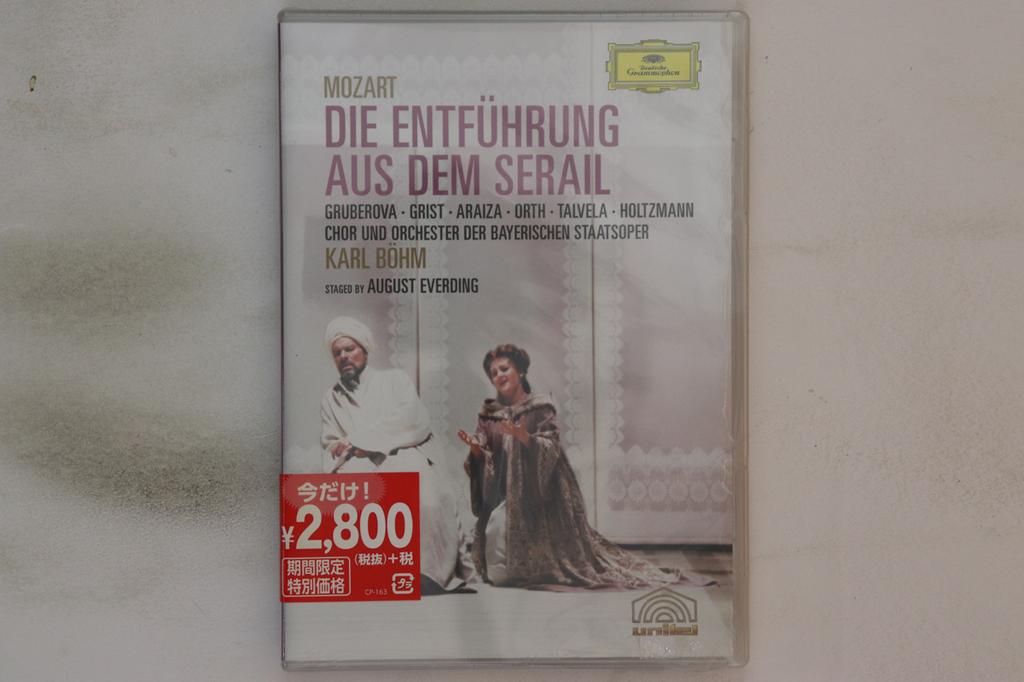 Deutsche
Grammophon
MOZART
DIE ENTFÜHRUNG
AUS DEM SERAIL
GRUBEROVA · GRIST · ARAIZA · ORTH · TALVELA · HOLTZMANN
CHOR UND ORCHESTER DER BAYERISCHEN STAATSOPER
KARL BÖHM
STAGED BY AUGUST EVERDING
今だけ!
¥2,800
(税抜)+税
期間限定
特別価格
CP-163
プラ
unitel